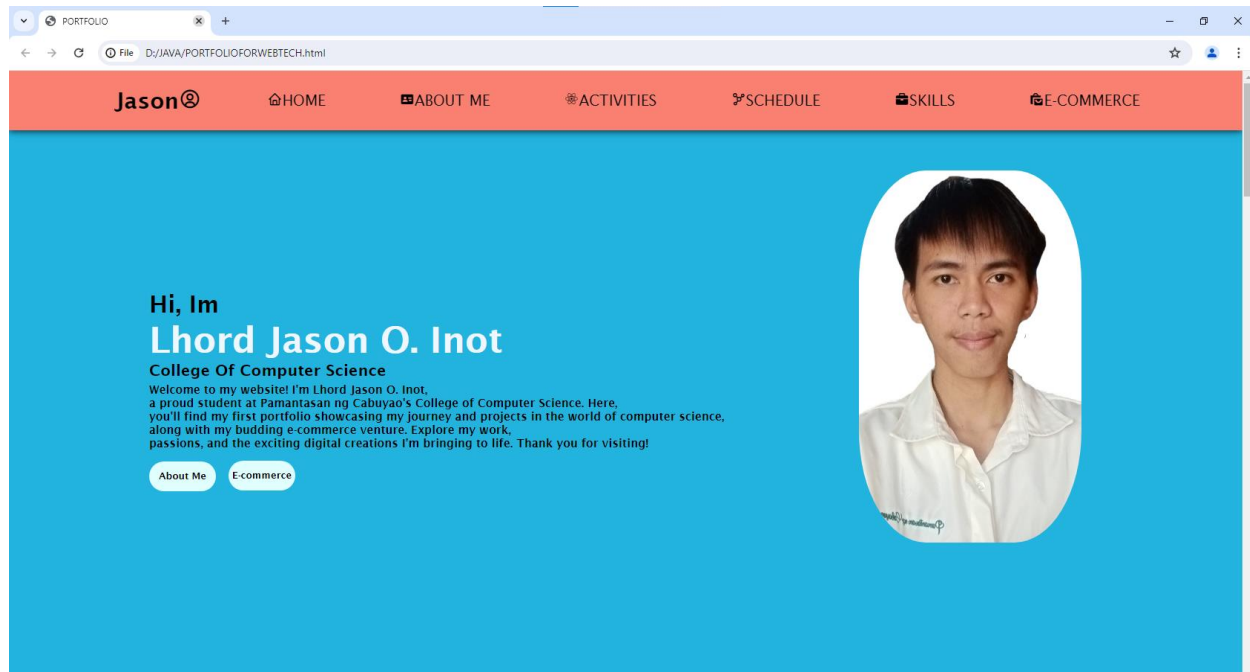 PORTFOLIO
File D:/JAVA/PORTFOLIOFORWEBTECH.html
Jason HOME ABOUT ME ACTIVITIES SCHEDULE SKILLS E-COMMERCE
Hi, Im
Lhord Jason O. Inot
College Of Computer Science
Welcome to my website! I'm Lhord Jason O. Inot,
a proud student at Pamantasan ng Cabuyao's College of Computer Science. Here,
you'll find my first portfolio showcasing my journey and projects in the world of computer science,
along with my budding e-commerce venture. Explore my work,
passions, and the exciting digital creations I'm bringing to life. Thank you for visiting!
About Me E-commerce